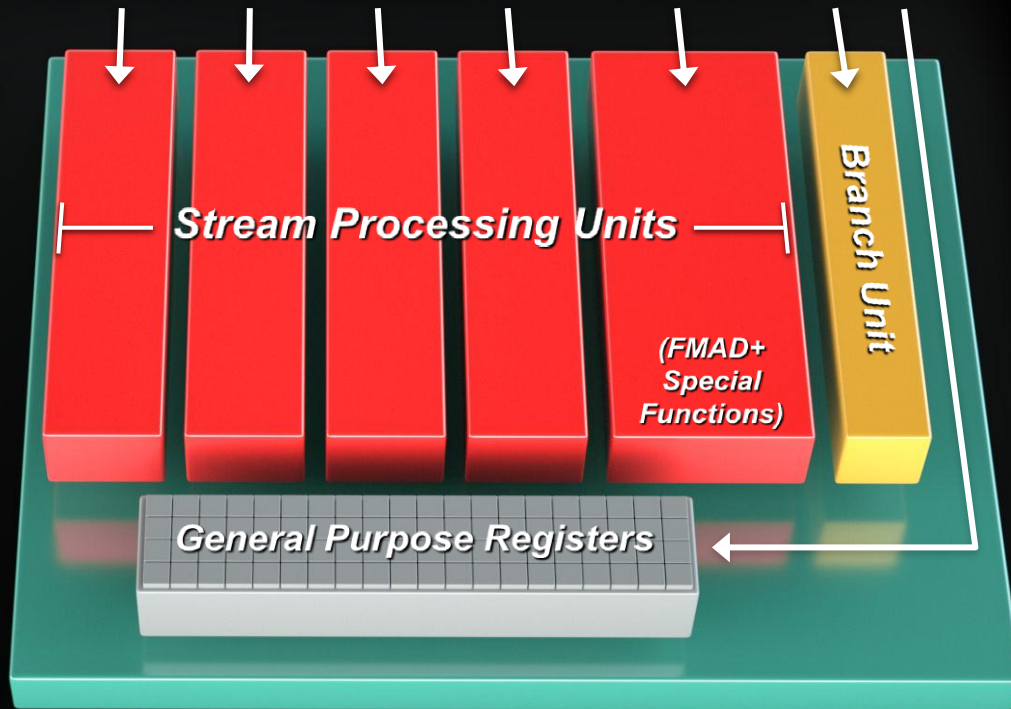 Stream Processing Units
Branch Unit
(FMAD+
Special
Functions)
General Purpose Registers